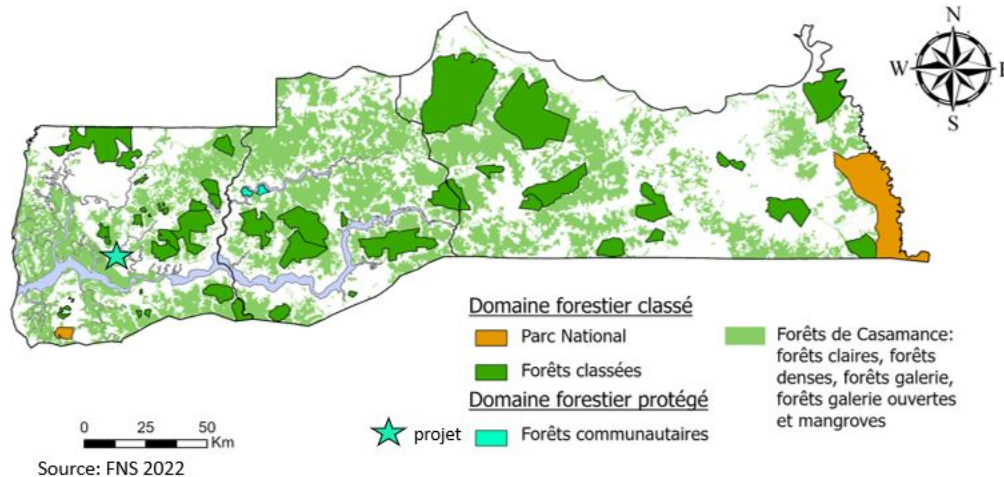 N
W
E
S
Domaine forestier classé
Parc National
Forêts classées
Domaine forestier protégé
projet
Forêts communautaires
Forêts de Casamance:
forêts claires, forêts
denses, forêts galerie,
forêts galerie ouvertes
et mangroves
0 25 50
Km
Source: FNS 2022